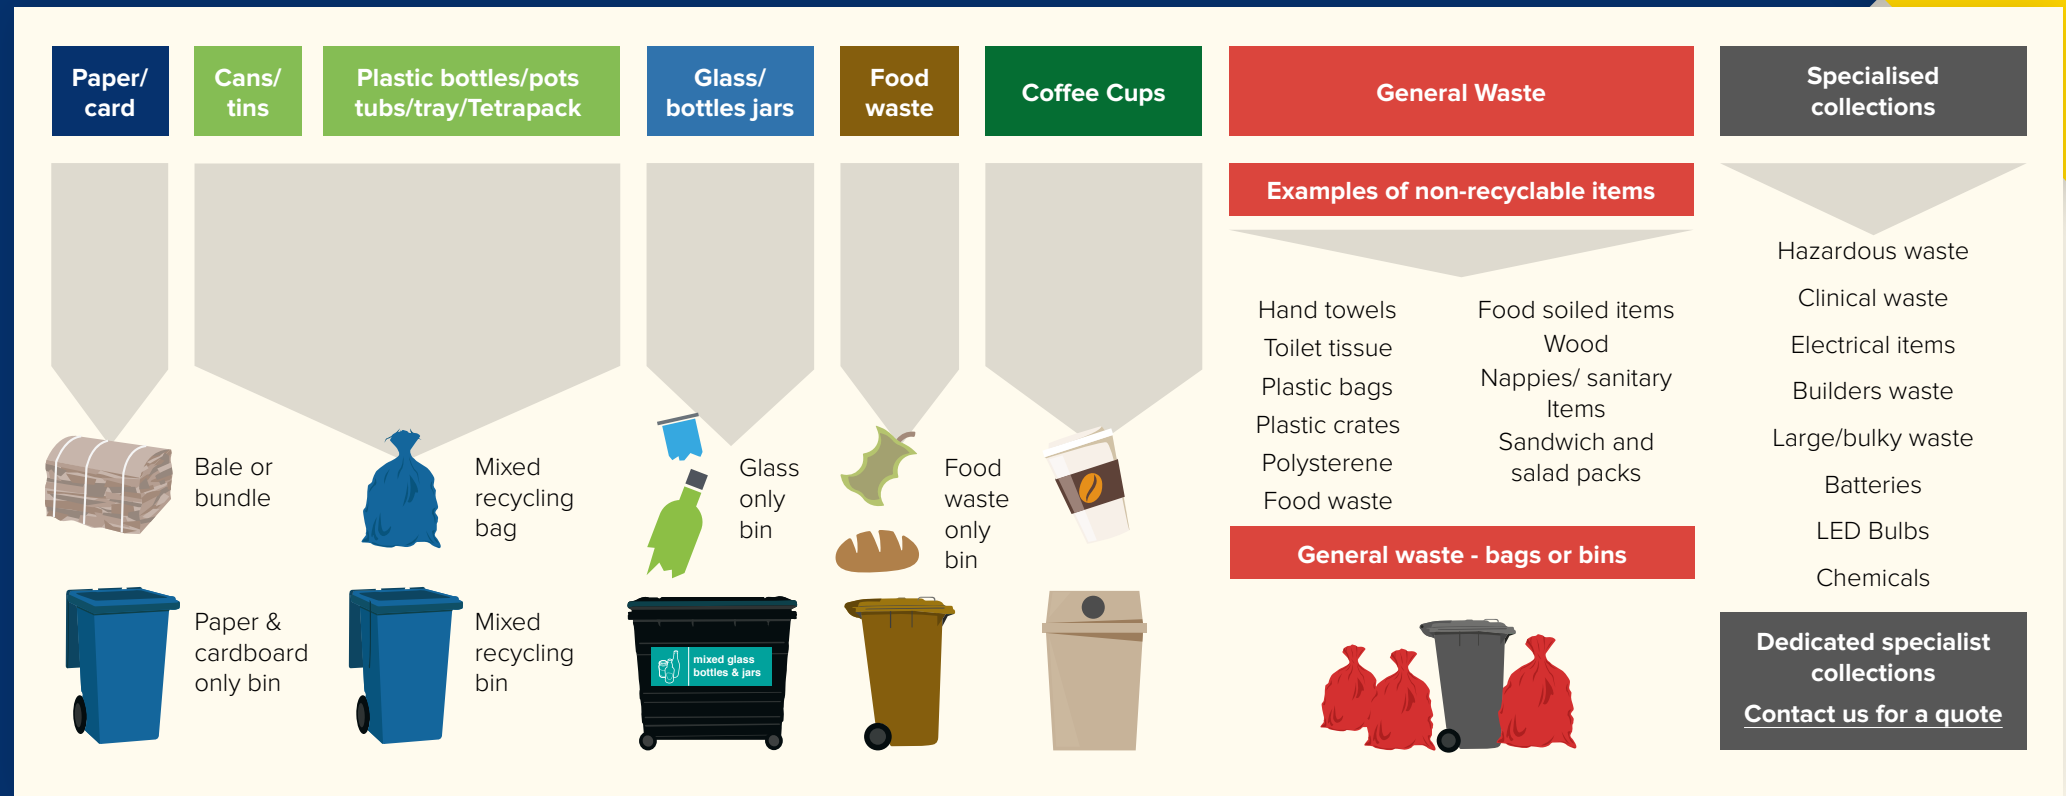 Paper/
card
Cans/
tins
Plastic bottles/pots
tubs/tray/Tetrapack
Glass/
bottles jars
Food
waste
Coffee Cups
General Waste
Specialised
collections
Bale or
bundle
Paper &
cardboard
only bin
Mixed
recycling
bag
Mixed
recycling
bin
Glass
only
bin
mixed glass
bottles & jars
Food
waste
only
bin
Examples of non-recyclable items
Hand towels
Toilet tissue
Plastic bags
Plastic crates
Polysterene
Food waste
Food soiled items
Wood
Nappies/ sanitary
Items
Sandwich and
salad packs
General waste - bags or bins
Hazardous waste
Clinical waste
Electrical items
Builders waste
Large/bulky waste
Batteries
LED Bulbs
Chemicals
Dedicated specialist
collections
Contact us for a quote